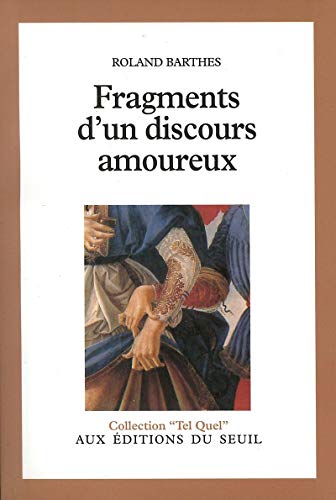 ROLAND BARTHES
Fragments
d'un discours
amoureux
Collection "Tel Quel"
AUX ÉDITIONS DU SEUIL